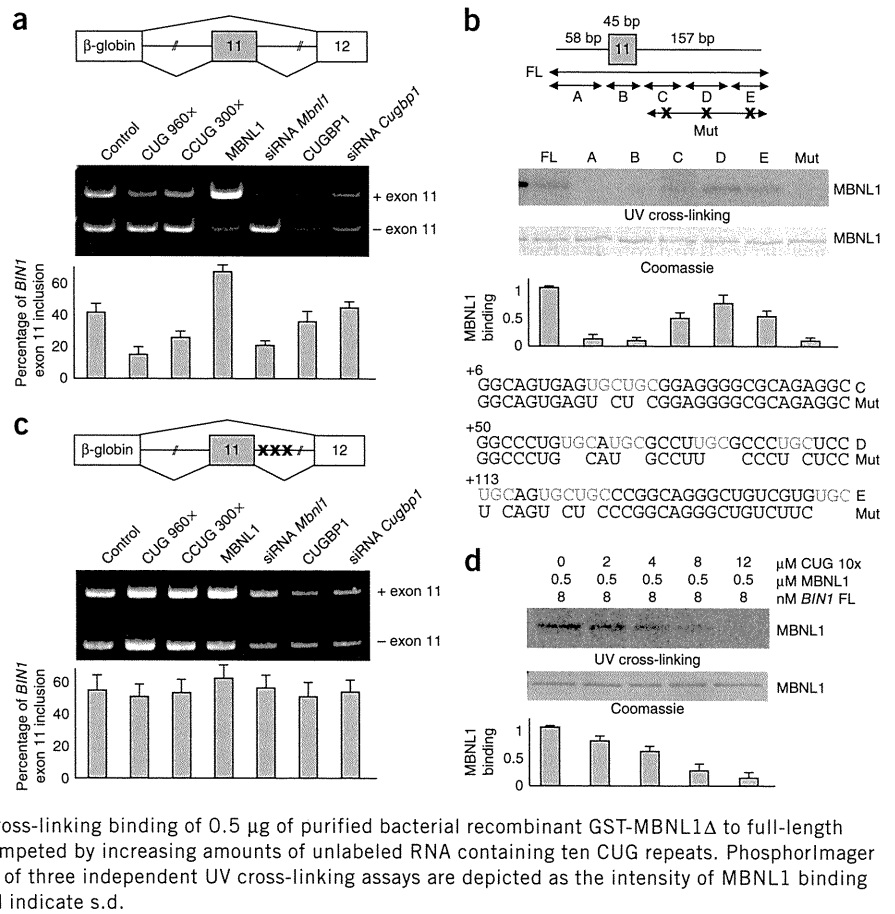 a
β-globin
11
12
Control
CUG 960×
CCUG 300×
MBNL1
siRNA Mbnl1
CUGBP1
siRNA Cugbp1
+ exon 11
– exon 11
Percentage of BIN1
exon 11 inclusion
60
40
20
0
b
45 bp
58 bp
11
157 bp
FL
A
B
C
D
E
X X X
Mut
FL A B C D E Mut
MBNL1
UV cross-linking
MBNL1
Coomassie
MBNL1
binding
1
0.5
0
+6
GGCAGUGAGUGCUGCGGAGGGGCGCAGAGGC C
GGCAGUGAGU CU CGGAGGGGCGCAGAGGC Mut
+50
GGCCCUGUGCAUGCGCCUUUGCGCCCUGCUCC D
GGCCCUG CAU GCCUU CCCU CUCC Mut
+113
UGCAGUGCUGCCCGGCAGGGCUGUCGUGUGC E
U CAGU CU CCCGGCAGGGCUGUCUUC Mut
c
β-globin
11
XXX
12
Control
CUG 960×
CCUG 300×
MBNL1
siRNA Mbnl1
CUGBP1
siRNA Cugbp1
+ exon 11
– exon 11
Percentage of BIN1
exon 11 inclusion
60
40
20
0
d
0 2 4 8 12 μM CUG 10x
0.5 0.5 0.5 0.5 0.5 μM MBNL1
8 8 8 8 8 nM BIN1 FL
MBNL1
UV cross-linking
MBNL1
Coomassie
MBNL1
binding
1
0.5
0
ross-linking binding of 0.5 μg of purified bacterial recombinant GST-MBNL1Δ to full-length
mpeted by increasing amounts of unlabeled RNA containing ten CUG repeats. PhosphorImager
of three independent UV cross-linking assays are depicted as the intensity of MBNL1 binding
d indicate s.d.